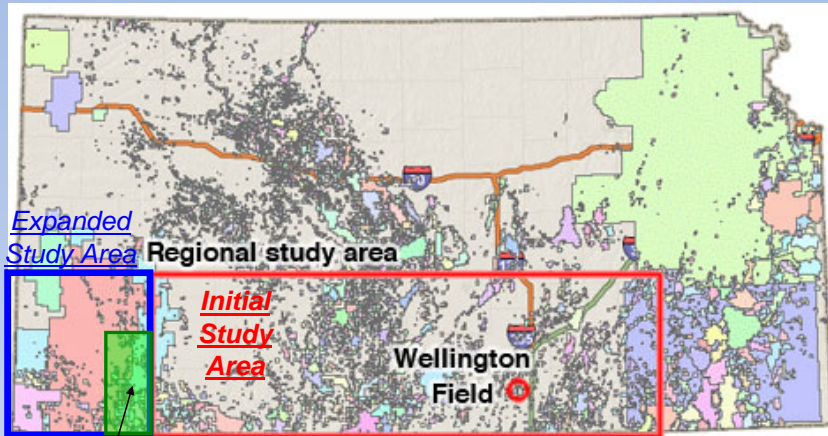 Expanded
Study Area
Regional study area
Initial
Study
Area
Wellington
Field